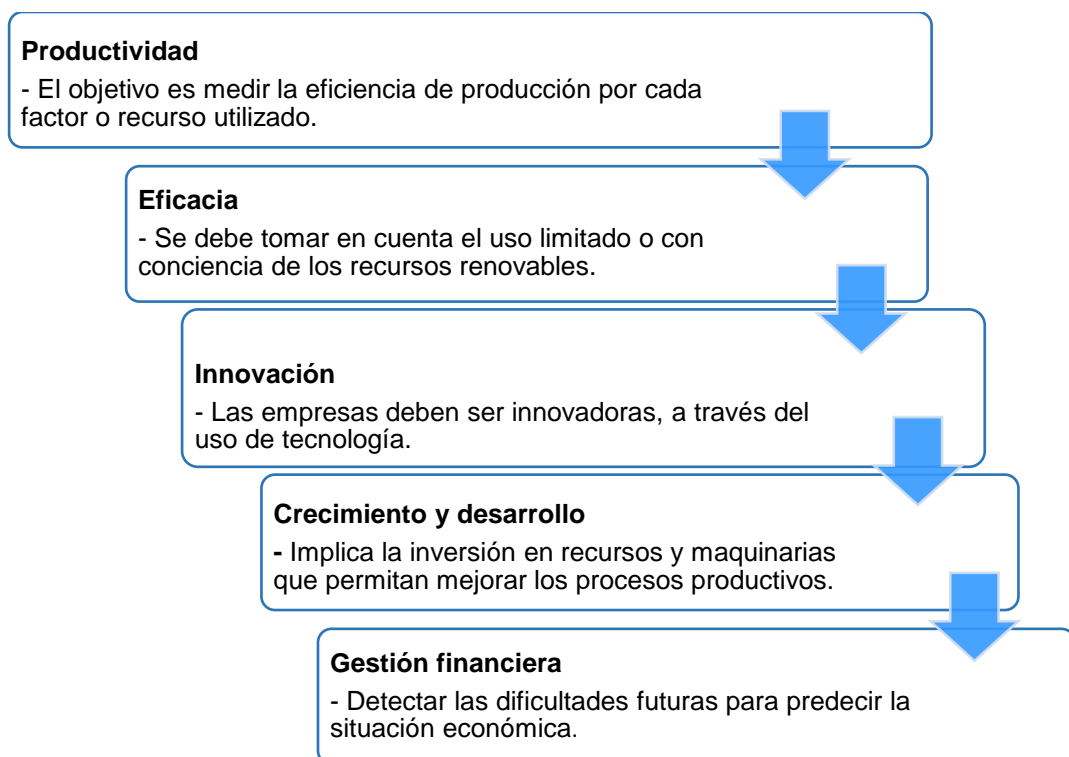 Productividad
- El objetivo es medir la eficiencia de producción por cada
factor o recurso utilizado.
Eficacia
- Se debe tomar en cuenta el uso limitado o con
conciencia de los recursos renovables.
Innovación
- Las empresas deben ser innovadoras, a través del
uso de tecnología.
Crecimiento y desarrollo
- Implica la inversión en recursos y maquinarias
que permitan mejorar los procesos productivos.
Gestión financiera
- Detectar las dificultades futuras para predecir la
situación económica.